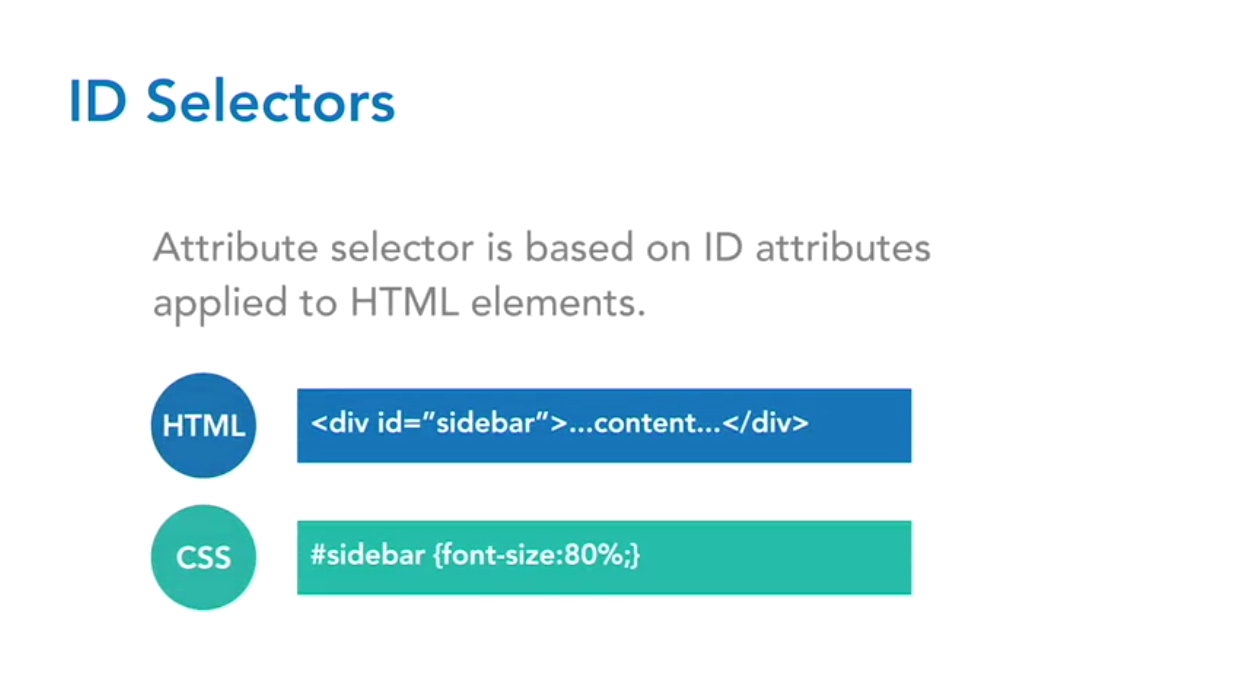 ID Selectors
Attribute selector is based on ID attributes
applied to HTML elements.
HTML
<div id=”sidebar”>...content...</div>
CSS
#sidebar {font-size:80%;}